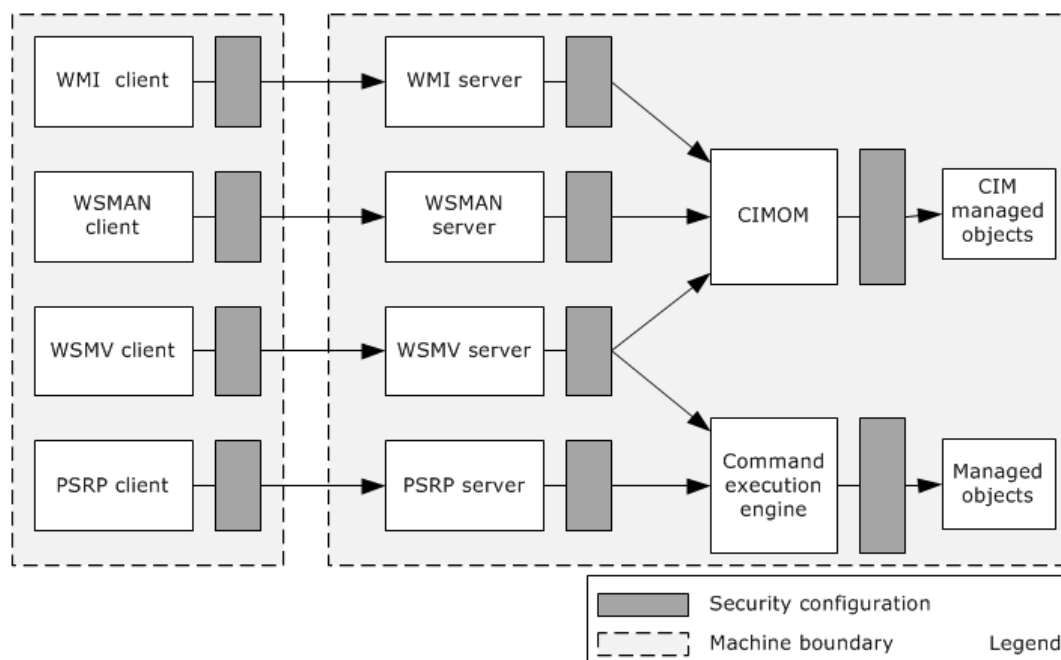 WMI client
WMI server
WSMAN
client
WSMAN
server
CIMOM
CIM
managed
objects
WSMV client
WSMV server
PSRP client
PSRP server
Command
execution
engine
Managed
objects
Security configuration
Machine boundary
Legend